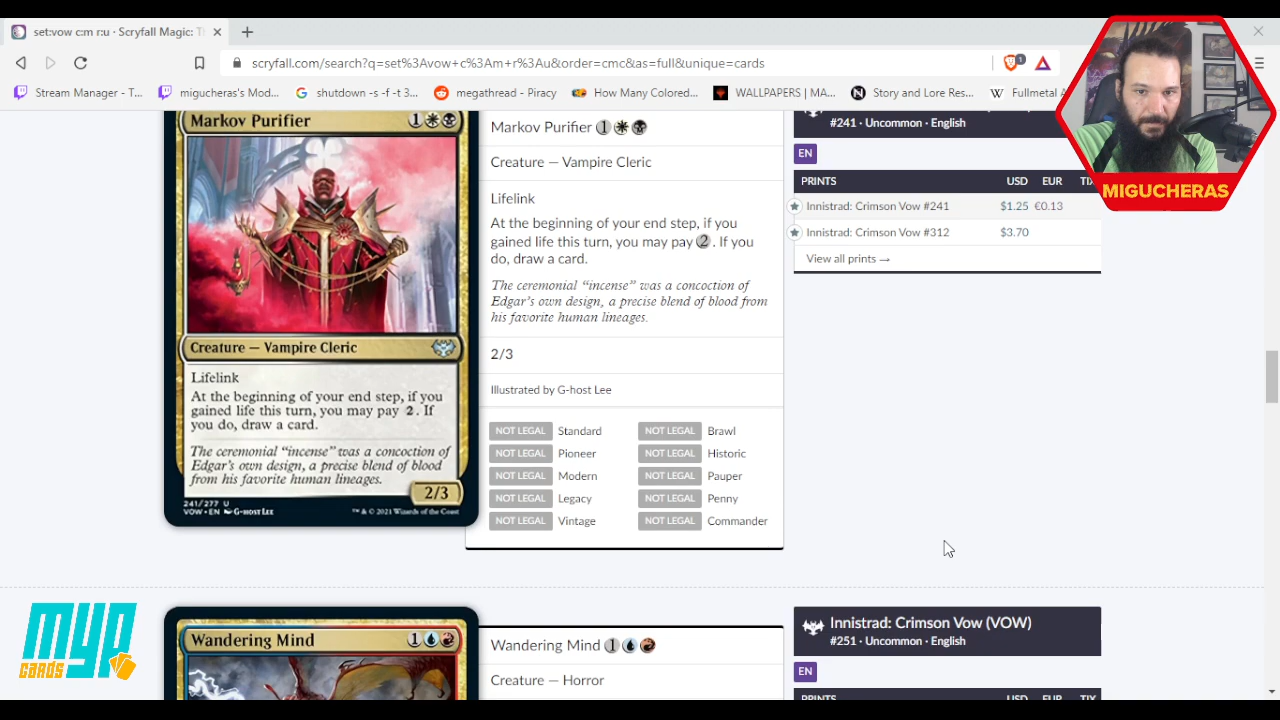 set:vow c:m r:u · Scryfall Magic: Th
scryfall.com/search?q=set%3Avow+c%3Am+r%3Au&order=cmc&as=full&unique=cards
1
Stream Manager - T...
migucheras's Mod...
shutdown -s -f -t 3...
megathread - Piracy
How Many Colored...
WALLPAPERS | MA...
Story and Lore Res...
Fullmetal
MIGUCHERAS
Markov Purifier 1
Creature — Vampire Cleric
Lifelink
At the beginning of your end step, if you
gained life this turn, you may pay 2. If
you do, draw a card.
The ceremonial “incense” was a concoction of
Edgar’s own design, a precise blend of blood
from his favorite human lineages.
2/3
241/277 U
VOW • EN G-HOST LEE
™ & © 2021 Wizards of the Coast
Markov Purifier 1
Creature — Vampire Cleric
Lifelink
At the beginning of your end step, if you
gained life this turn, you may pay 2. If you
do, draw a card.
The ceremonial “incense” was a concoction of
Edgar’s own design, a precise blend of blood from
his favorite human lineages.
2/3
Illustrated by G-host Lee
NOT LEGAL Standard NOT LEGAL Brawl
NOT LEGAL Pioneer NOT LEGAL Historic
NOT LEGAL Modern NOT LEGAL Pauper
NOT LEGAL Legacy NOT LEGAL Penny
NOT LEGAL Vintage NOT LEGAL Commander
#241 · Uncommon · English
EN
PRINTS USD EUR TIX
Innistrad: Crimson Vow #241 $1.25 €0.13
Innistrad: Crimson Vow #312 $3.70
View all prints →
myp
cards
Wandering Mind 1
Wandering Mind 1
Creature — Horror
Innistrad: Crimson Vow (VOW)
#251 · Uncommon · English
EN
PRINTS USD EUR TIX